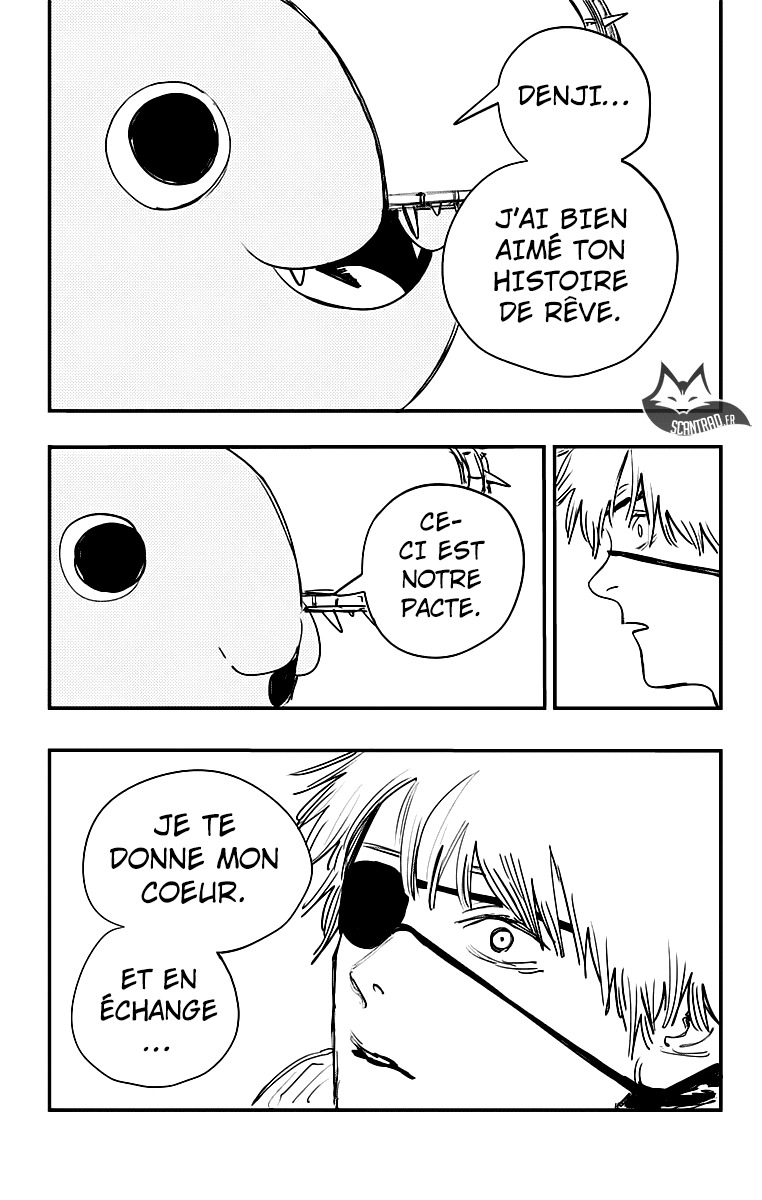 DENJI...
J'AI BIEN
AIMÉ TON
HISTOIRE
DE RÊVE.
SCANTRAD.FR
CE-
CI EST
NOTRE
PACTE.
JE TE
DONNE MON
COEUR.
ET EN
ÉCHANGE
...